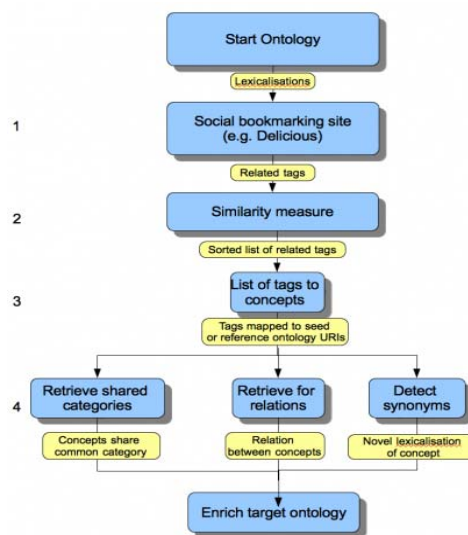 Start Ontology
Lexicalisations
1
Social bookmarking site
(e.g. Delicious)
Related tags
2
Similarity measure
Sorted list of related tags
3
List of tags to
concepts
Tags mapped to seed
or reference ontology URIs
4
Retrieve shared
categories
Retrieve for
relations
Detect
synonyms
Concepts share
common category
Relation
between concepts
Novel lexicalisation
of concept
Enrich target ontology